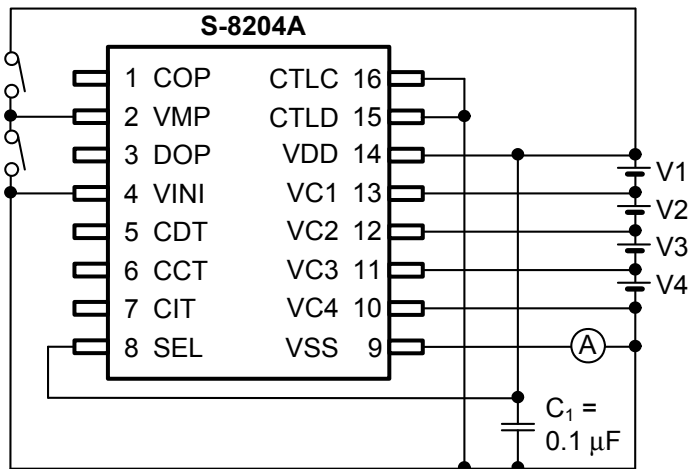 S-8204A
1 COP CTLC 16
2 VMP CTLD 15
3 DOP VDD 14
4 VINI VC1 13
5 CDT VC2 12
6 CCT VC3 11
7 CIT VC4 10
8 SEL VSS 9
V1
V2
V3
V4
A
C₁ =
0.1 µF